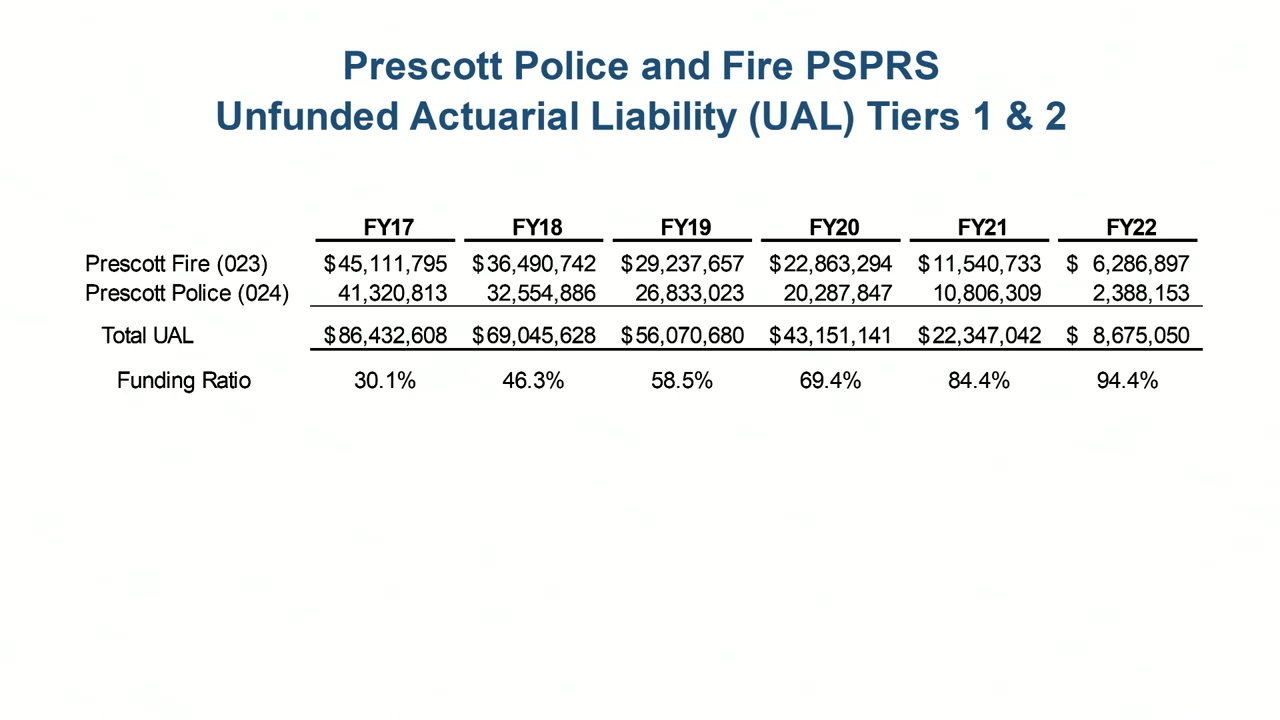 Prescott Police and Fire PSPRS
Unfunded Actuarial Liability (UAL) Tiers 1 & 2
FY17 FY18 FY19 FY20 FY21 FY22
Prescott Fire (023) $45,111,795 $36,490,742 $29,237,657 $22,863,294 $11,540,733 $ 6,286,897
Prescott Police (024) 41,320,813 32,554,886 26,833,023 20,287,847 10,806,309 2,388,153
Total UAL $86,432,608 $69,045,628 $56,070,680 $43,151,141 $22,347,042 $ 8,675,050
Funding Ratio 30.1% 46.3% 58.5% 69.4% 84.4% 94.4%